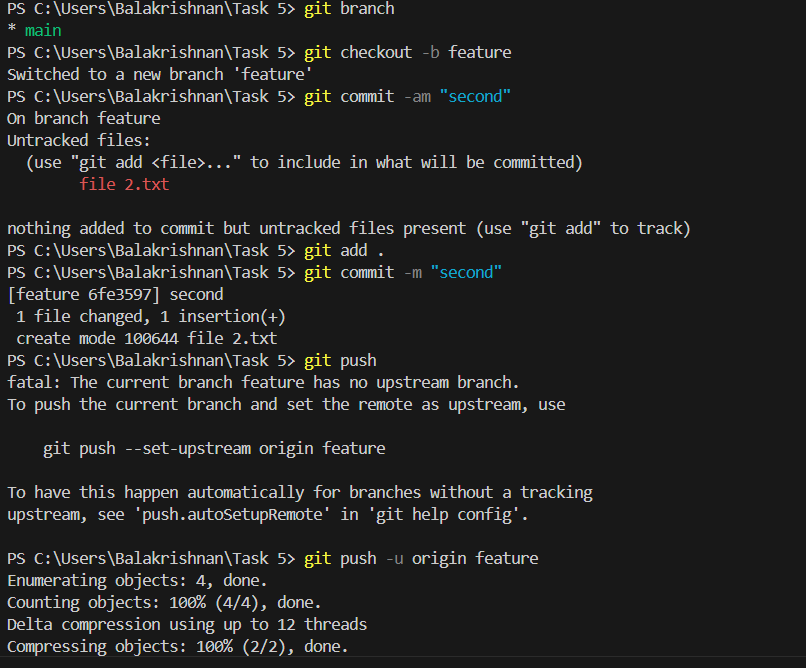 PS C:\Users\Balakrishnan\Task 5> git branch
* main
PS C:\Users\Balakrishnan\Task 5> git checkout -b feature
Switched to a new branch 'feature'
PS C:\Users\Balakrishnan\Task 5> git commit -am "second"
On branch feature
Untracked files:
  (use "git add <file>..." to include in what will be committed)
        file 2.txt

nothing added to commit but untracked files present (use "git add" to track)
PS C:\Users\Balakrishnan\Task 5> git add .
PS C:\Users\Balakrishnan\Task 5> git commit -m "second"
[feature 6fe3597] second
 1 file changed, 1 insertion(+)
 create mode 100644 file 2.txt
PS C:\Users\Balakrishnan\Task 5> git push
fatal: The current branch feature has no upstream branch.
To push the current branch and set the remote as upstream, use

    git push --set-upstream origin feature

To have this happen automatically for branches without a tracking
upstream, see 'push.autoSetupRemote' in 'git help config'.

PS C:\Users\Balakrishnan\Task 5> git push -u origin feature
Enumerating objects: 4, done.
Counting objects: 100% (4/4), done.
Delta compression using up to 12 threads
Compressing objects: 100% (2/2), done.